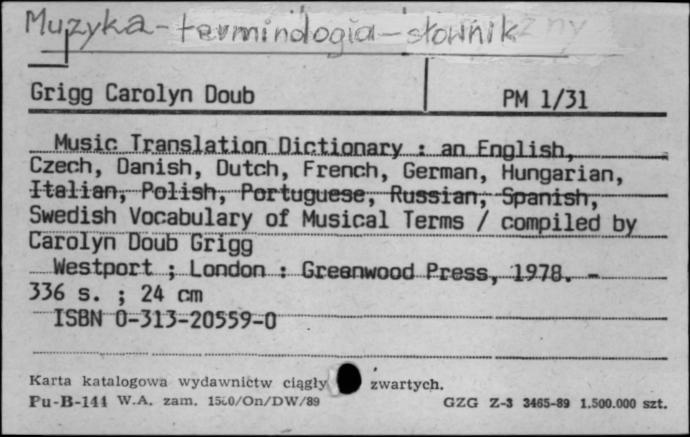 Muzyka - terminologia - słownik
Grigg Carolyn Doub
PM 1/31
Music Translation Dictionary : an English,
Czech, Danish, Dutch, French, German, Hungarian,
Italian, Polish, Portuguese, Russian, Spanish,
Swedish Vocabulary of Musical Terms / compiled by
Carolyn Doub Grigg
Westport ; London : Greenwood Press, 1978. -
336 s. ; 24 cm
ISBN 0-313-20559-0
Karta katalogowa wydawnictw ciągły zwartych.
Pu-B-144 W.A. zam. /On/DW/89 GZG Z-3 3465-89 1.500.000 szt.